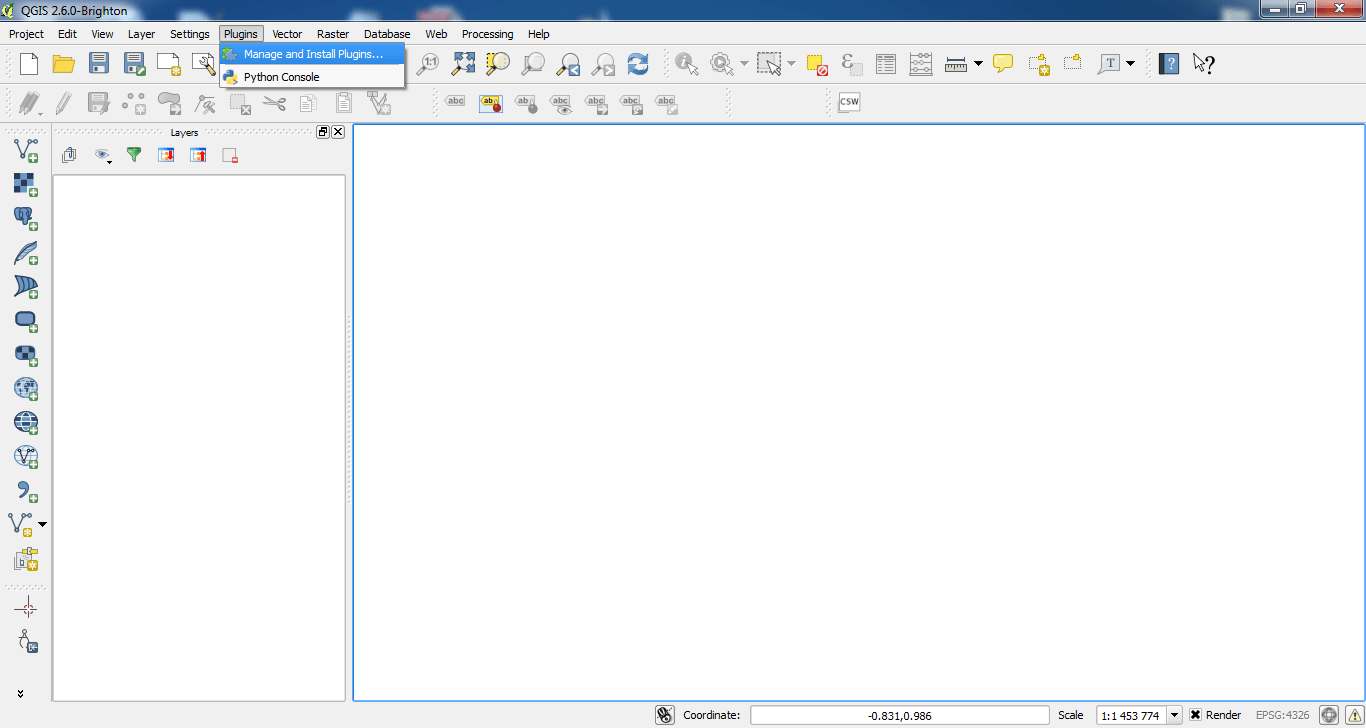 QGIS 2.6.0-Brighton
Project Edit View Layer Settings Plugins Vector Raster Database Web Processing Help
Manage and Install Plugins...
Python Console
1:1
T
?
?
abc
abc
abc
abc
abc
abc
abc
CSW
Layers
Coordinate: -0.831,0.986 Scale 1:1 453 774 Render EPSG:4326